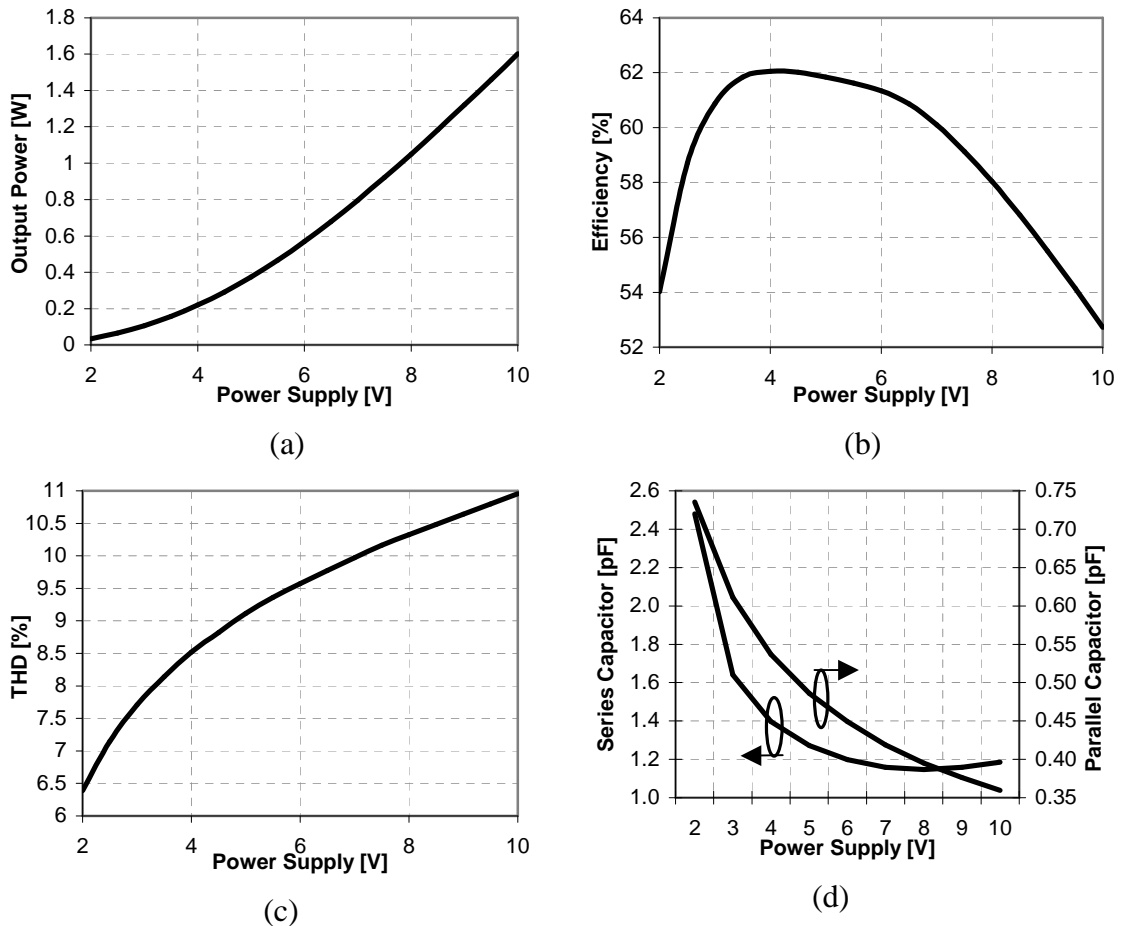 1.8
1.6
1.4
1.2
1
0.8
0.6
0.4
0.2
0
Output Power [W]
2 4 6 8 10
Power Supply [V]
(a)
64
62
60
58
56
54
52
Efficiency [%]
2 4 6 8 10
Power Supply [V]
(b)
11
10.5
10
9.5
9
8.5
8
7.5
7
6.5
6
THD [%]
2 4 6 8 10
Power Supply [V]
(c)
2.6
2.4
2.2
2.0
1.8
1.6
1.4
1.2
1.0
Series Capacitor [pF]
0.75
0.70
0.65
0.60
0.55
0.50
0.45
0.40
0.35
Parallel Capacitor [pF]
2 3 4 5 6 7 8 9 10
Power Supply [V]
(d)